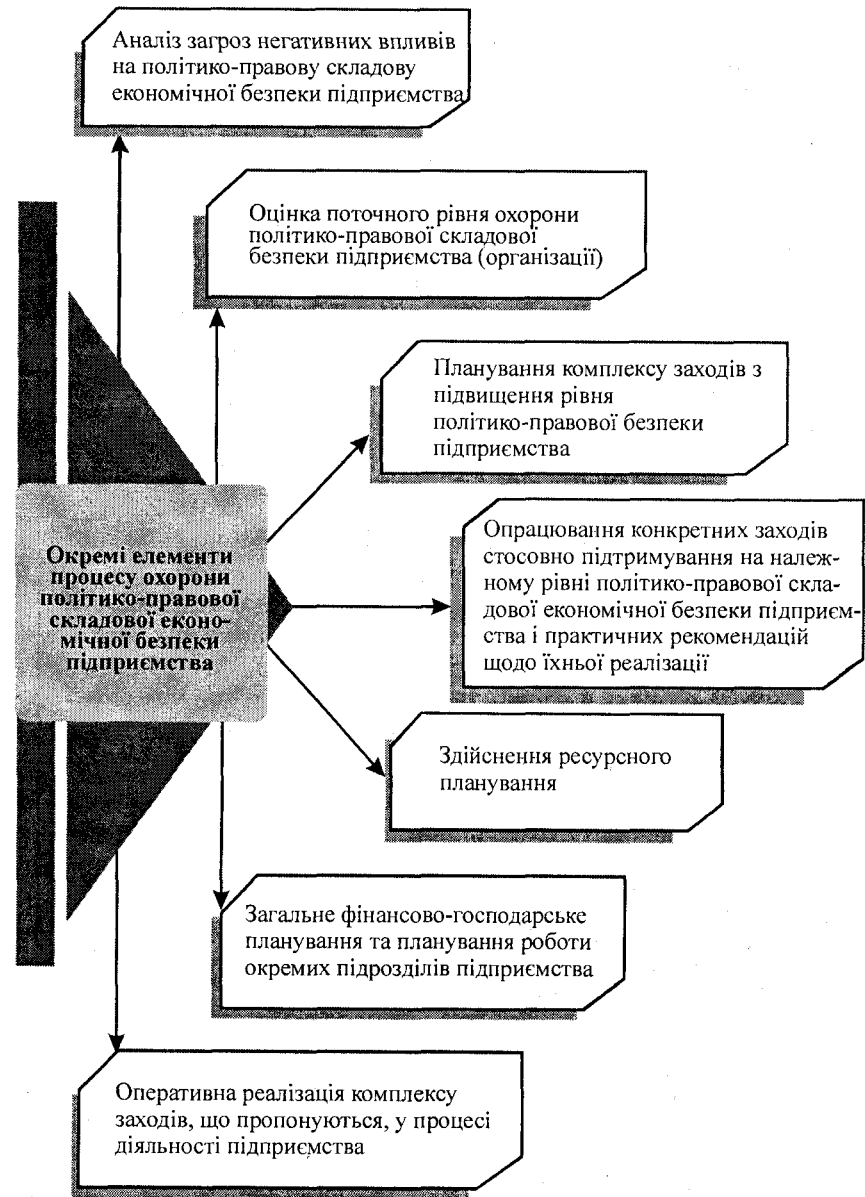 Аналіз загроз негативних впливів
на політико-правову складову
економічної безпеки підприємства
Оцінка поточного рівня охорони
політико-правової складової
безпеки підприємства (організації)
Планування комплексу заходів з
підвищення рівня
політико-правової безпеки
підприємства
Опрацювання конкретних заходів
стосовно підтримування на належ-
ному рівні політико-правової скла-
дової економічної безпеки підприєм-
ства і практичних рекомендацій
щодо їхньої реалізації
Окремі елементи
процесу охорони
політико-правової
складової еконо-
мічної безпеки
підприємства
Здійснення ресурсного
планування
Загальне фінансово-господарське
планування та планування роботи
окремих підрозділів підприємства
Оперативна реалізація комплексу
заходів, що пропонуються, у процесі
діяльності підприємства